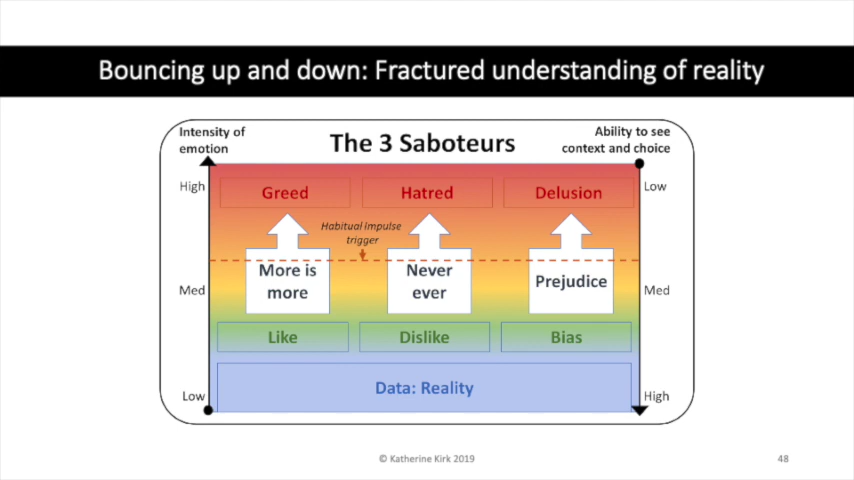 Bouncing up and down: Fractured understanding of reality
Intensity of
emotion
The 3 Saboteurs
Ability to see
context and choice
High
Greed
Hatred
Delusion
Low
Habitual Impulse
trigger
More is
more
Never
ever
Prejudice
Med
Med
Like
Dislike
Bias
Data: Reality
Low
High
© Katherine Kirk 2019
48